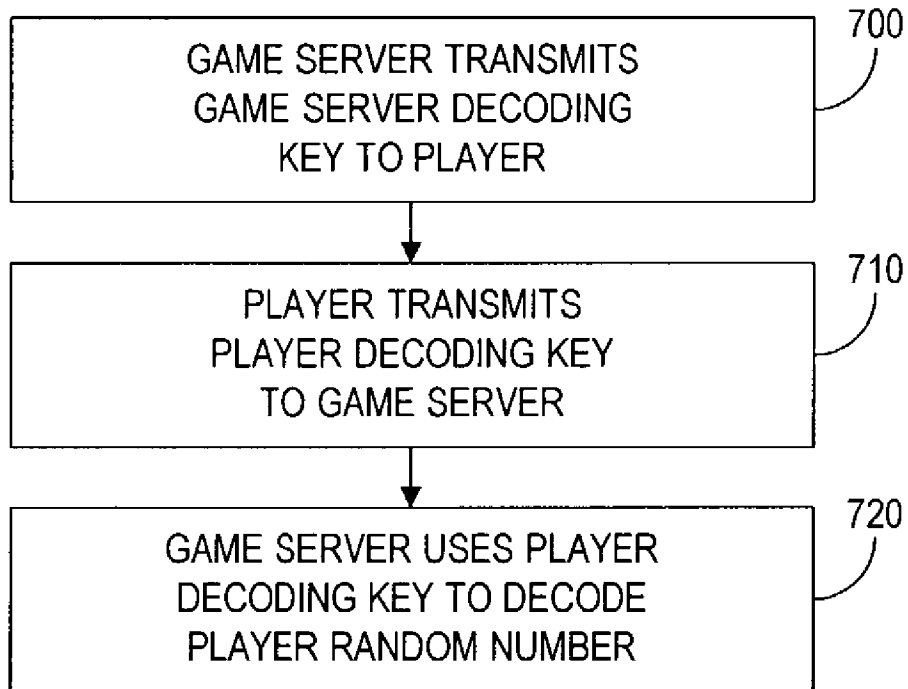 700
GAME SERVER TRANSMITS
GAME SERVER DECODING
KEY TO PLAYER
710
PLAYER TRANSMITS
PLAYER DECODING KEY
TO GAME SERVER
720
GAME SERVER USES PLAYER
DECODING KEY TO DECODE
PLAYER RANDOM NUMBER